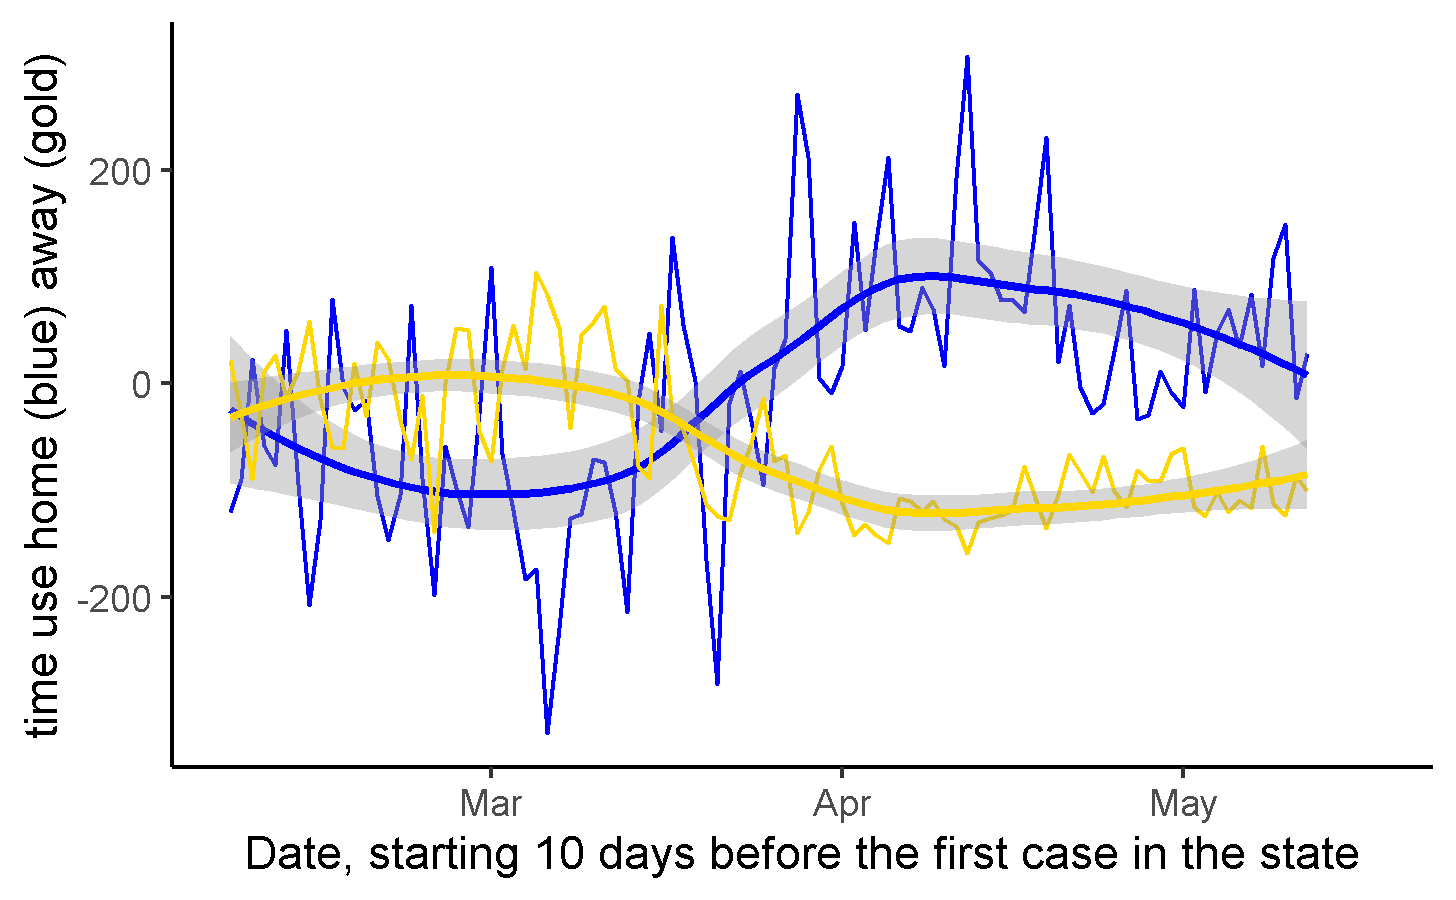 time use home (blue) away (gold)
200
0
-200
Mar
Apr
May
Date, starting 10 days before the first case in the state